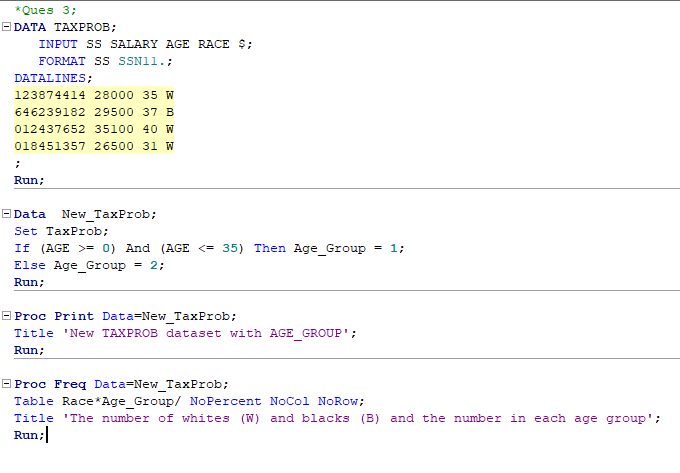 *Ques 3;
DATA TAXPROB;
INPUT SS SALARY AGE RACE $;
FORMAT SS SSN11.;
DATALINES;
123874414 28000 35 W
646239182 29500 37 B
012437652 35100 40 W
018451357 26500 31 W
;
Run;
Data  New_TaxProb;
Set TaxProb;
If (AGE >= 0) And (AGE <= 35) Then Age_Group = 1;
Else Age_Group = 2;
Run;
Proc Print Data=New_TaxProb;
Title 'New TAXPROB dataset with AGE_GROUP';
Run;
Proc Freq Data=New_TaxProb;
Table Race*Age_Group/ NoPercent NoCol NoRow;
Title 'The number of whites (W) and blacks (B) and the number in each age group';
Run;